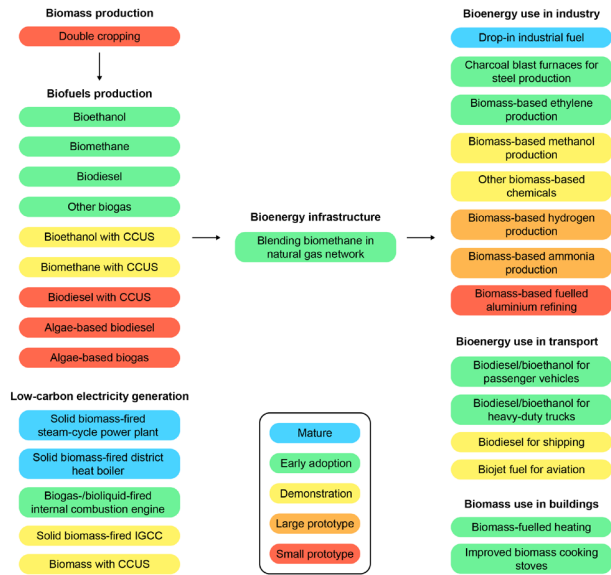 Biomass production
Double cropping
Biofuels production
Bioethanol
Biomethane
Biodiesel
Other biogas
Bioethanol with CCUS
Biomethane with CCUS
Biodiesel with CCUS
Algae-based biodiesel
Algae-based biogas
Low-carbon electricity generation
Solid biomass-fired
steam-cycle power plant
Solid biomass-fired district
heat boiler
Biogas-/bioliquid-fired
internal combustion engine
Solid biomass-fired IGCC
Biomass with CCUS
Bioenergy infrastructure
Blending biomethane in
natural gas network
Mature
Early adoption
Demonstration
Large prototype
Small prototype
Bioenergy use in industry
Drop-in industrial fuel
Charcoal blast furnaces for
steel production
Biomass-based ethylene
production
Biomass-based methanol
production
Other biomass-based
chemicals
Biomass-based hydrogen
production
Biomass-based ammonia
production
Biomass-based fuelled
aluminium refining
Bioenergy use in transport
Biodiesel/bioethanol for
passenger vehicles
Biodiesel/bioethanol for
heavy-duty trucks
Biodiesel for shipping
Biojet fuel for aviation
Biomass use in buildings
Biomass-fuelled heating
Improved biomass cooking
stoves